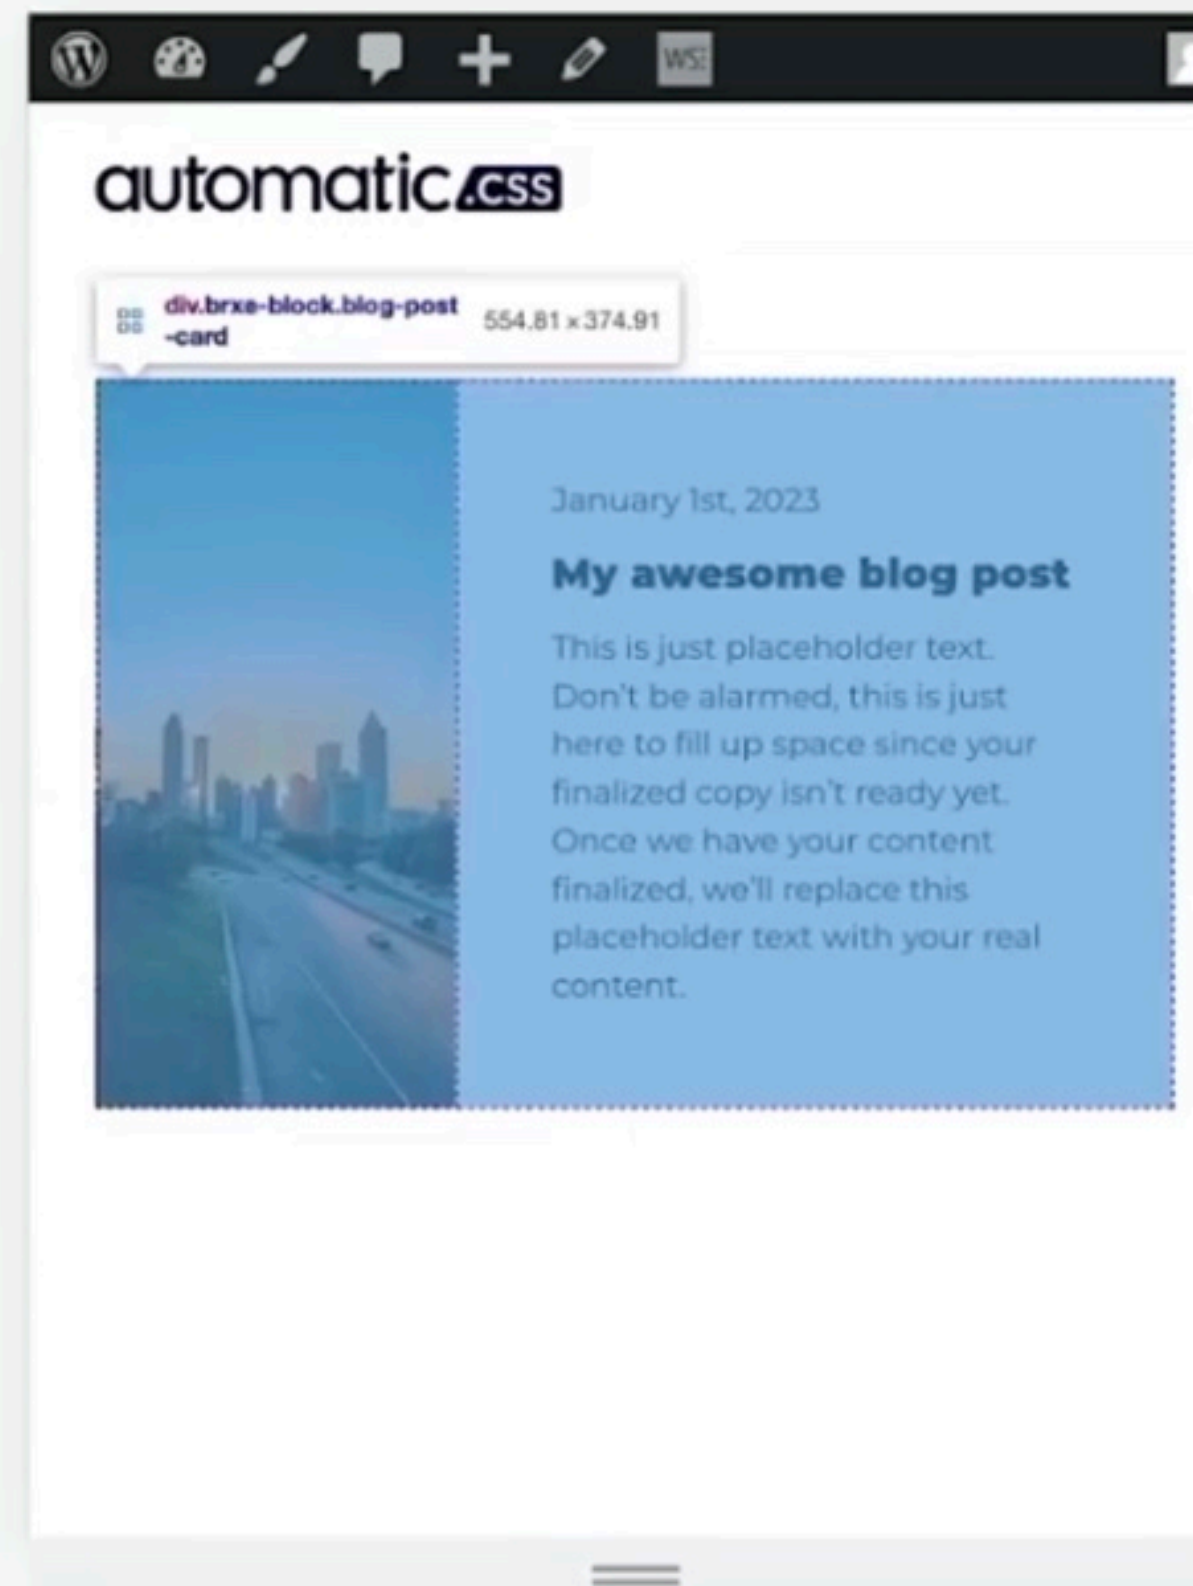 WS
automatic.css
div.brxe-block.blog-post
-card
554.81 × 374.91
January 1st, 2023
My awesome blog post
This is just placeholder text.
Don't be alarmed, this is just
here to fill up space since your
finalized copy isn't ready yet.
Once we have your content
finalized, we'll replace this
placeholder text with your real
content.